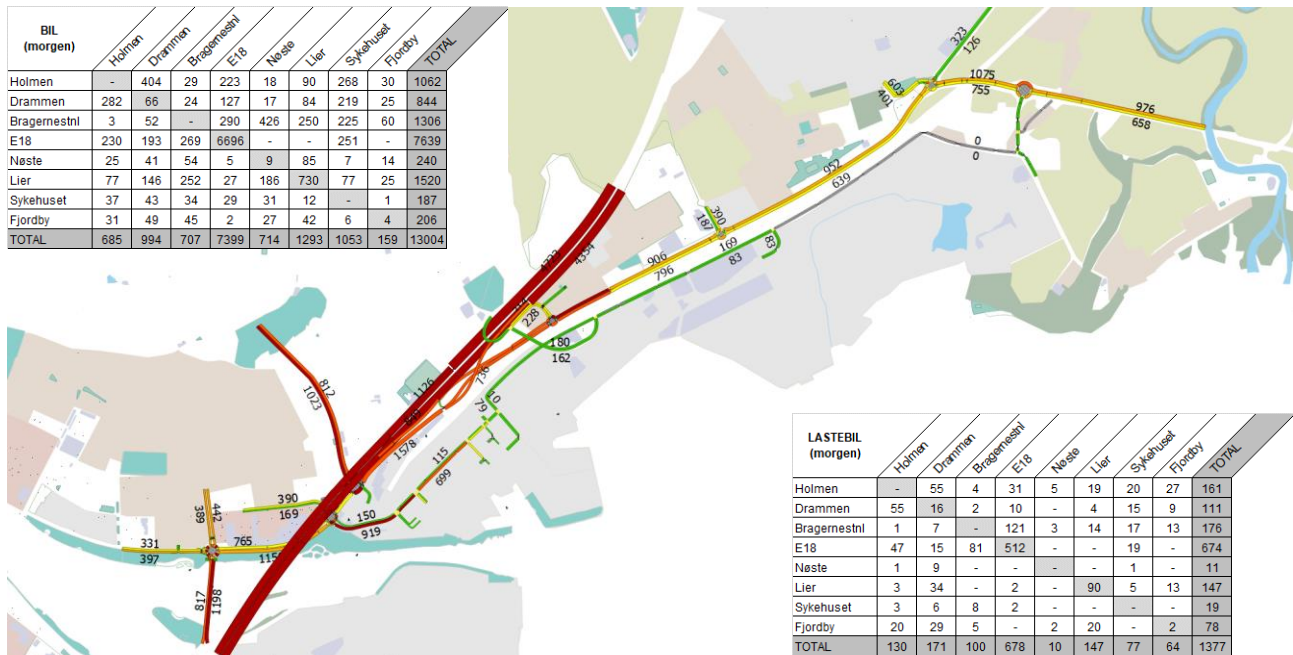 BIL
(morgen)
Holmen Drammen Bragernestnl E18 Nøste Lier Sykehuset Fjordby TOTAL
Holmen - 404 29 223 18 90 268 30 1062
Drammen 282 66 24 127 17 84 219 25 844
Bragernestnl 3 52 - 290 426 250 225 60 1306
E18 230 193 269 6696 - - 251 - 7639
Nøste 25 41 54 5 9 85 7 14 240
Lier 77 146 252 27 186 730 77 25 1520
Sykehuset 37 43 34 29 31 12 - 1 187
Fjordby 31 49 45 2 27 42 6 4 206
TOTAL 685 994 707 7399 714 1293 1053 159 13004
323
126
603
401
1075
755
976
658
0
0
952
639
390
187
169
83
83
906
796
4354
228
180
162
736
1126
10
79
1578
115
699
812
1023
390
169
150
919
442
389
331
397
765
115
817
1198
LASTEBIL
(morgen)
Holmen Drammen Bragernestnl E18 Nøste Lier Sykehuset Fjordby TOTAL
Holmen - 55 4 31 5 19 20 27 161
Drammen 55 16 2 10 - 4 15 9 111
Bragernestnl 1 7 - 121 3 14 17 13 176
E18 47 15 81 512 - - 19 - 674
Nøste 1 9 - - - - 1 - 11
Lier 3 34 - 2 - 90 5 13 147
Sykehuset 3 6 8 2 - - - - 19
Fjordby 20 29 5 - 2 20 - 2 78
TOTAL 130 171 100 678 10 147 77 64 1377